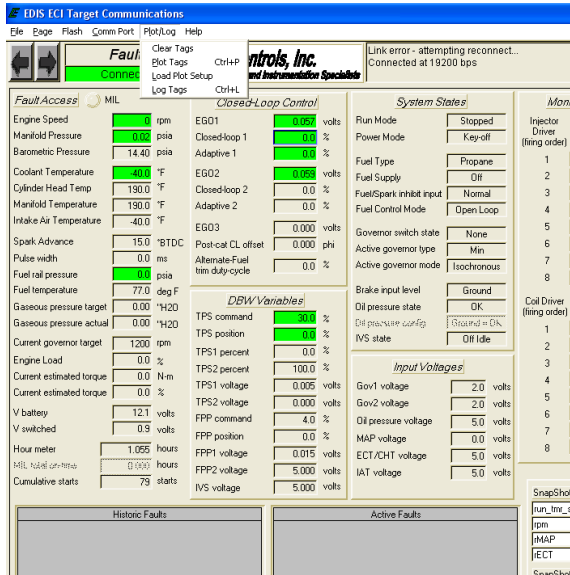 EDIS ECI Target Communications
File Page Flash Comm Port Plot/Log Help
Clear Tags
Plot Tags Ctrl+P
Load Plot Setup
Log Tags Ctrl+L
Link error - attempting reconnect...
Connected at 19200 bps
Controls, Inc.
and Instrumentation Specialists
Fault Access MIL
Engine Speed 0 rpm
Manifold Pressure 0.02 psia
Barometric Pressure 14.40 psia
Coolant Temperature -40.0 °F
Cylinder Head Temp 190.0 °F
Manifold Temperature 190.0 °F
Intake Air Temperature -40.0 °F
Spark Advance 15.0 °BTDC
Pulse width 0.0 ms
Fuel rail pressure 0.0 psia
Fuel temperature 77.0 deg F
Gaseous pressure target 0.00 "H2O
Gaseous pressure actual 0.00 "H2O
Current governor target 1200 rpm
Engine Load 0.0 %
Current estimated torque 0.0 N-m
Current estimated torque 0.0 %
V battery 12.1 volts
V switched 0.9 volts
Hour meter 1.055 hours
MIL total on-time 0.000 hours
Cumulative starts 79 starts
Closed-Loop Control
EGO1 0.057 volts
Closed-loop 1 0.0 %
Adaptive 1 0.0 %
EGO2 0.059 volts
Closed-loop 2 0.0 %
Adaptive 2 0.0 %
EGO3 0.000 volts
Post-cat CL offset 0.000 phi
Alternate-Fuel
trim duty-cycle 0.0 %
DBW Variables
TPS command 30.0 %
TPS position 0.0 %
TPS1 percent 0.0 %
TPS2 percent 100.0 %
TPS1 voltage 0.005 volts
TPS2 voltage 0.000 volts
FPP command 4.0 %
FPP position 0.0 %
FPP1 voltage 0.015 volts
FPP2 voltage 5.000 volts
IVS voltage 5.000 volts
System States
Run Mode Stopped
Power Mode Key-off
Fuel Type Propane
Fuel Supply Off
Fuel/Spark inhibit input Normal
Fuel Control Mode Open Loop
Governor switch state None
Active governor type Min
Active governor mode Isochronous
Brake input level Ground
Oil pressure state OK
Oil pressure config Ground = OK
IVS state Off Idle
Input Voltages
Gov1 voltage 2.0 volts
Gov2 voltage 2.0 volts
Oil pressure voltage 5.0 volts
MAP voltage 0.0 volts
ECT/CHT voltage 5.0 volts
IAT voltage 5.0 volts
Injector
Driver
(firing order)
1
2
3
4
5
6
7
8
Coil Driver
(firing order)
1
2
3
4
5
6
7
8
Historic Faults
Active Faults
SnapShot
run_tmr_s
rpm
rMAP
rECT
SnapShot